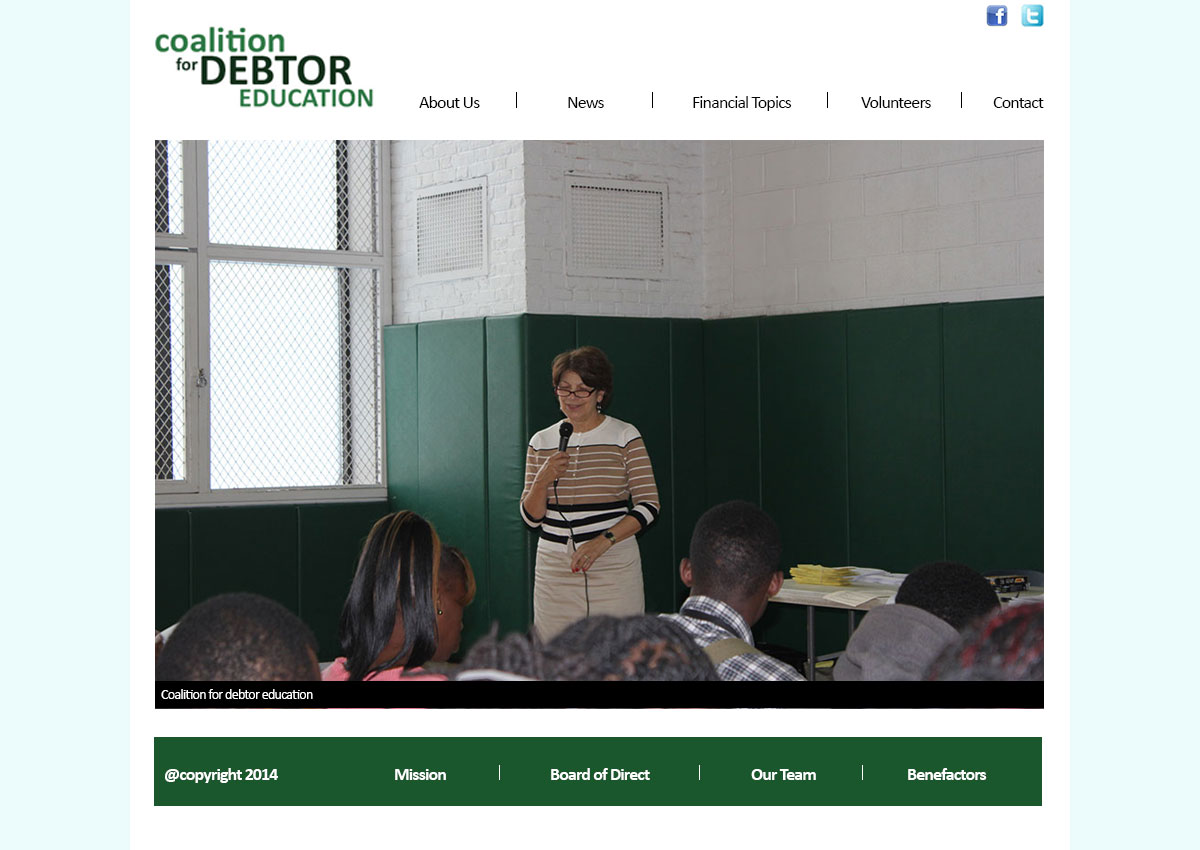 f t
coalition
for DEBTOR
EDUCATION
About Us News Financial Topics Volunteers Contact
Coalition for debtor education
@copyright 2014 Mission Board of Direct Our Team Benefactors